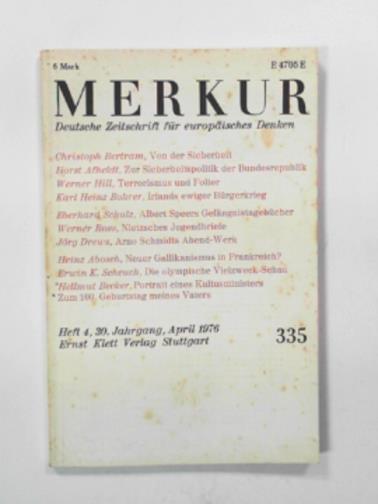 6 Mark
E 4705 E
MERKUR
Deutsche Zeitschrift für europäisches Denken
Christoph Bertram, Von der Sicherheit
Horst Afheldt, Zur Sicherheitspolitik der Bundesrepublik
Werner Hill, Terrorismus und Folter
Karl Heinz Bohrer, Irlands ewiger Bürgerkrieg
Eberhard Schulz, Albert Speers Gefängnistagebücher
Werner Ross, Nietzsches Jugendbriefe
Jörg Drews, Arno Schmidts Abend-Werk
Heinz Abosch, Neuer Gallikanismus in Frankreich?
Erwin K. Scheuch, Die olympische Vielzweck-Schau
*Hellmut Becker, Portrait eines Kultusministers
*Zum 100. Geburtstag meines Vaters
Heft 4, 30. Jahrgang, April 1976
335
Ernst Klett Verlag Stuttgart